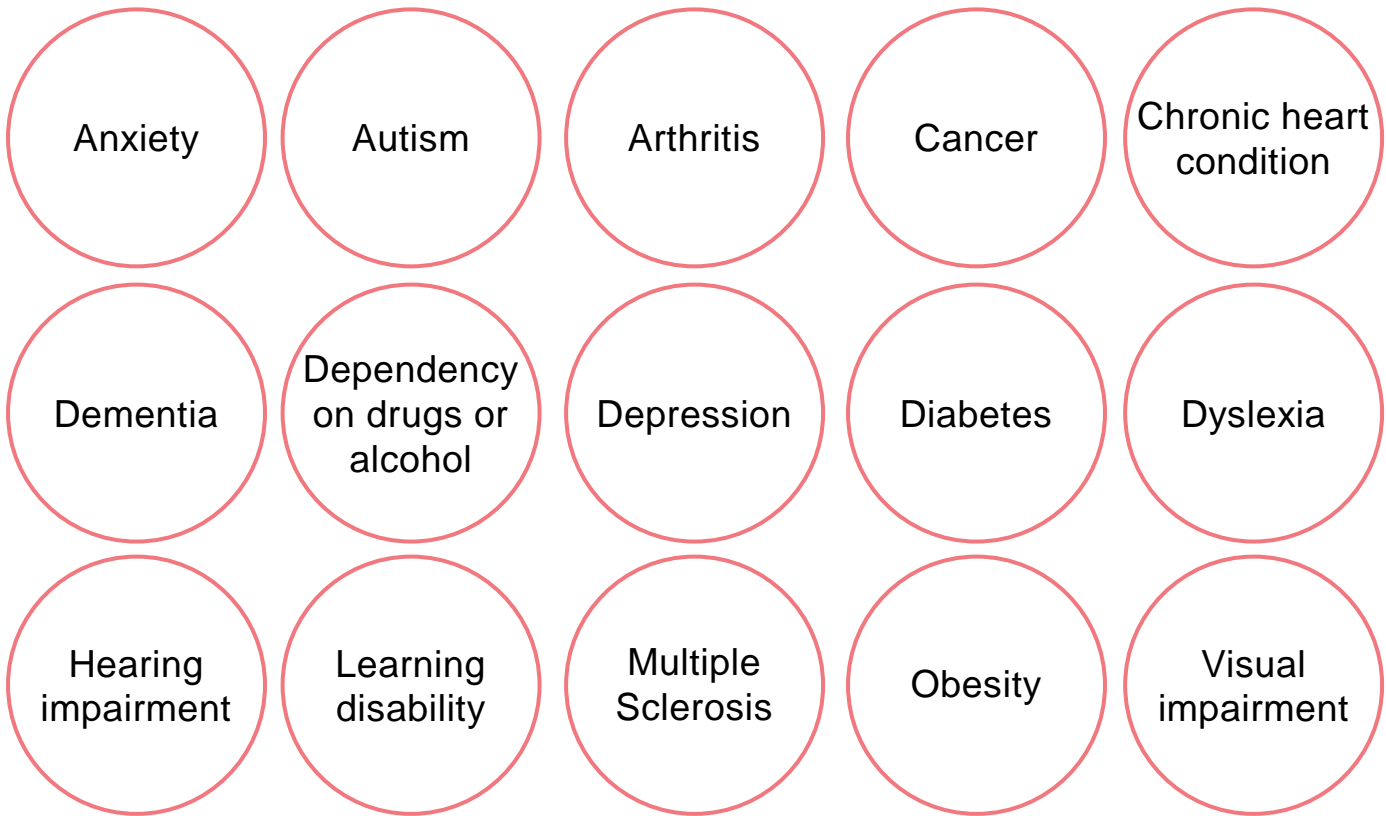 Anxiety
Autism
Arthritis
Cancer
Chronic heart
condition
Dementia
Dependency
on drugs or
alcohol
Depression
Diabetes
Dyslexia
Hearing
impairment
Learning
disability
Multiple
Sclerosis
Obesity
Visual
impairment